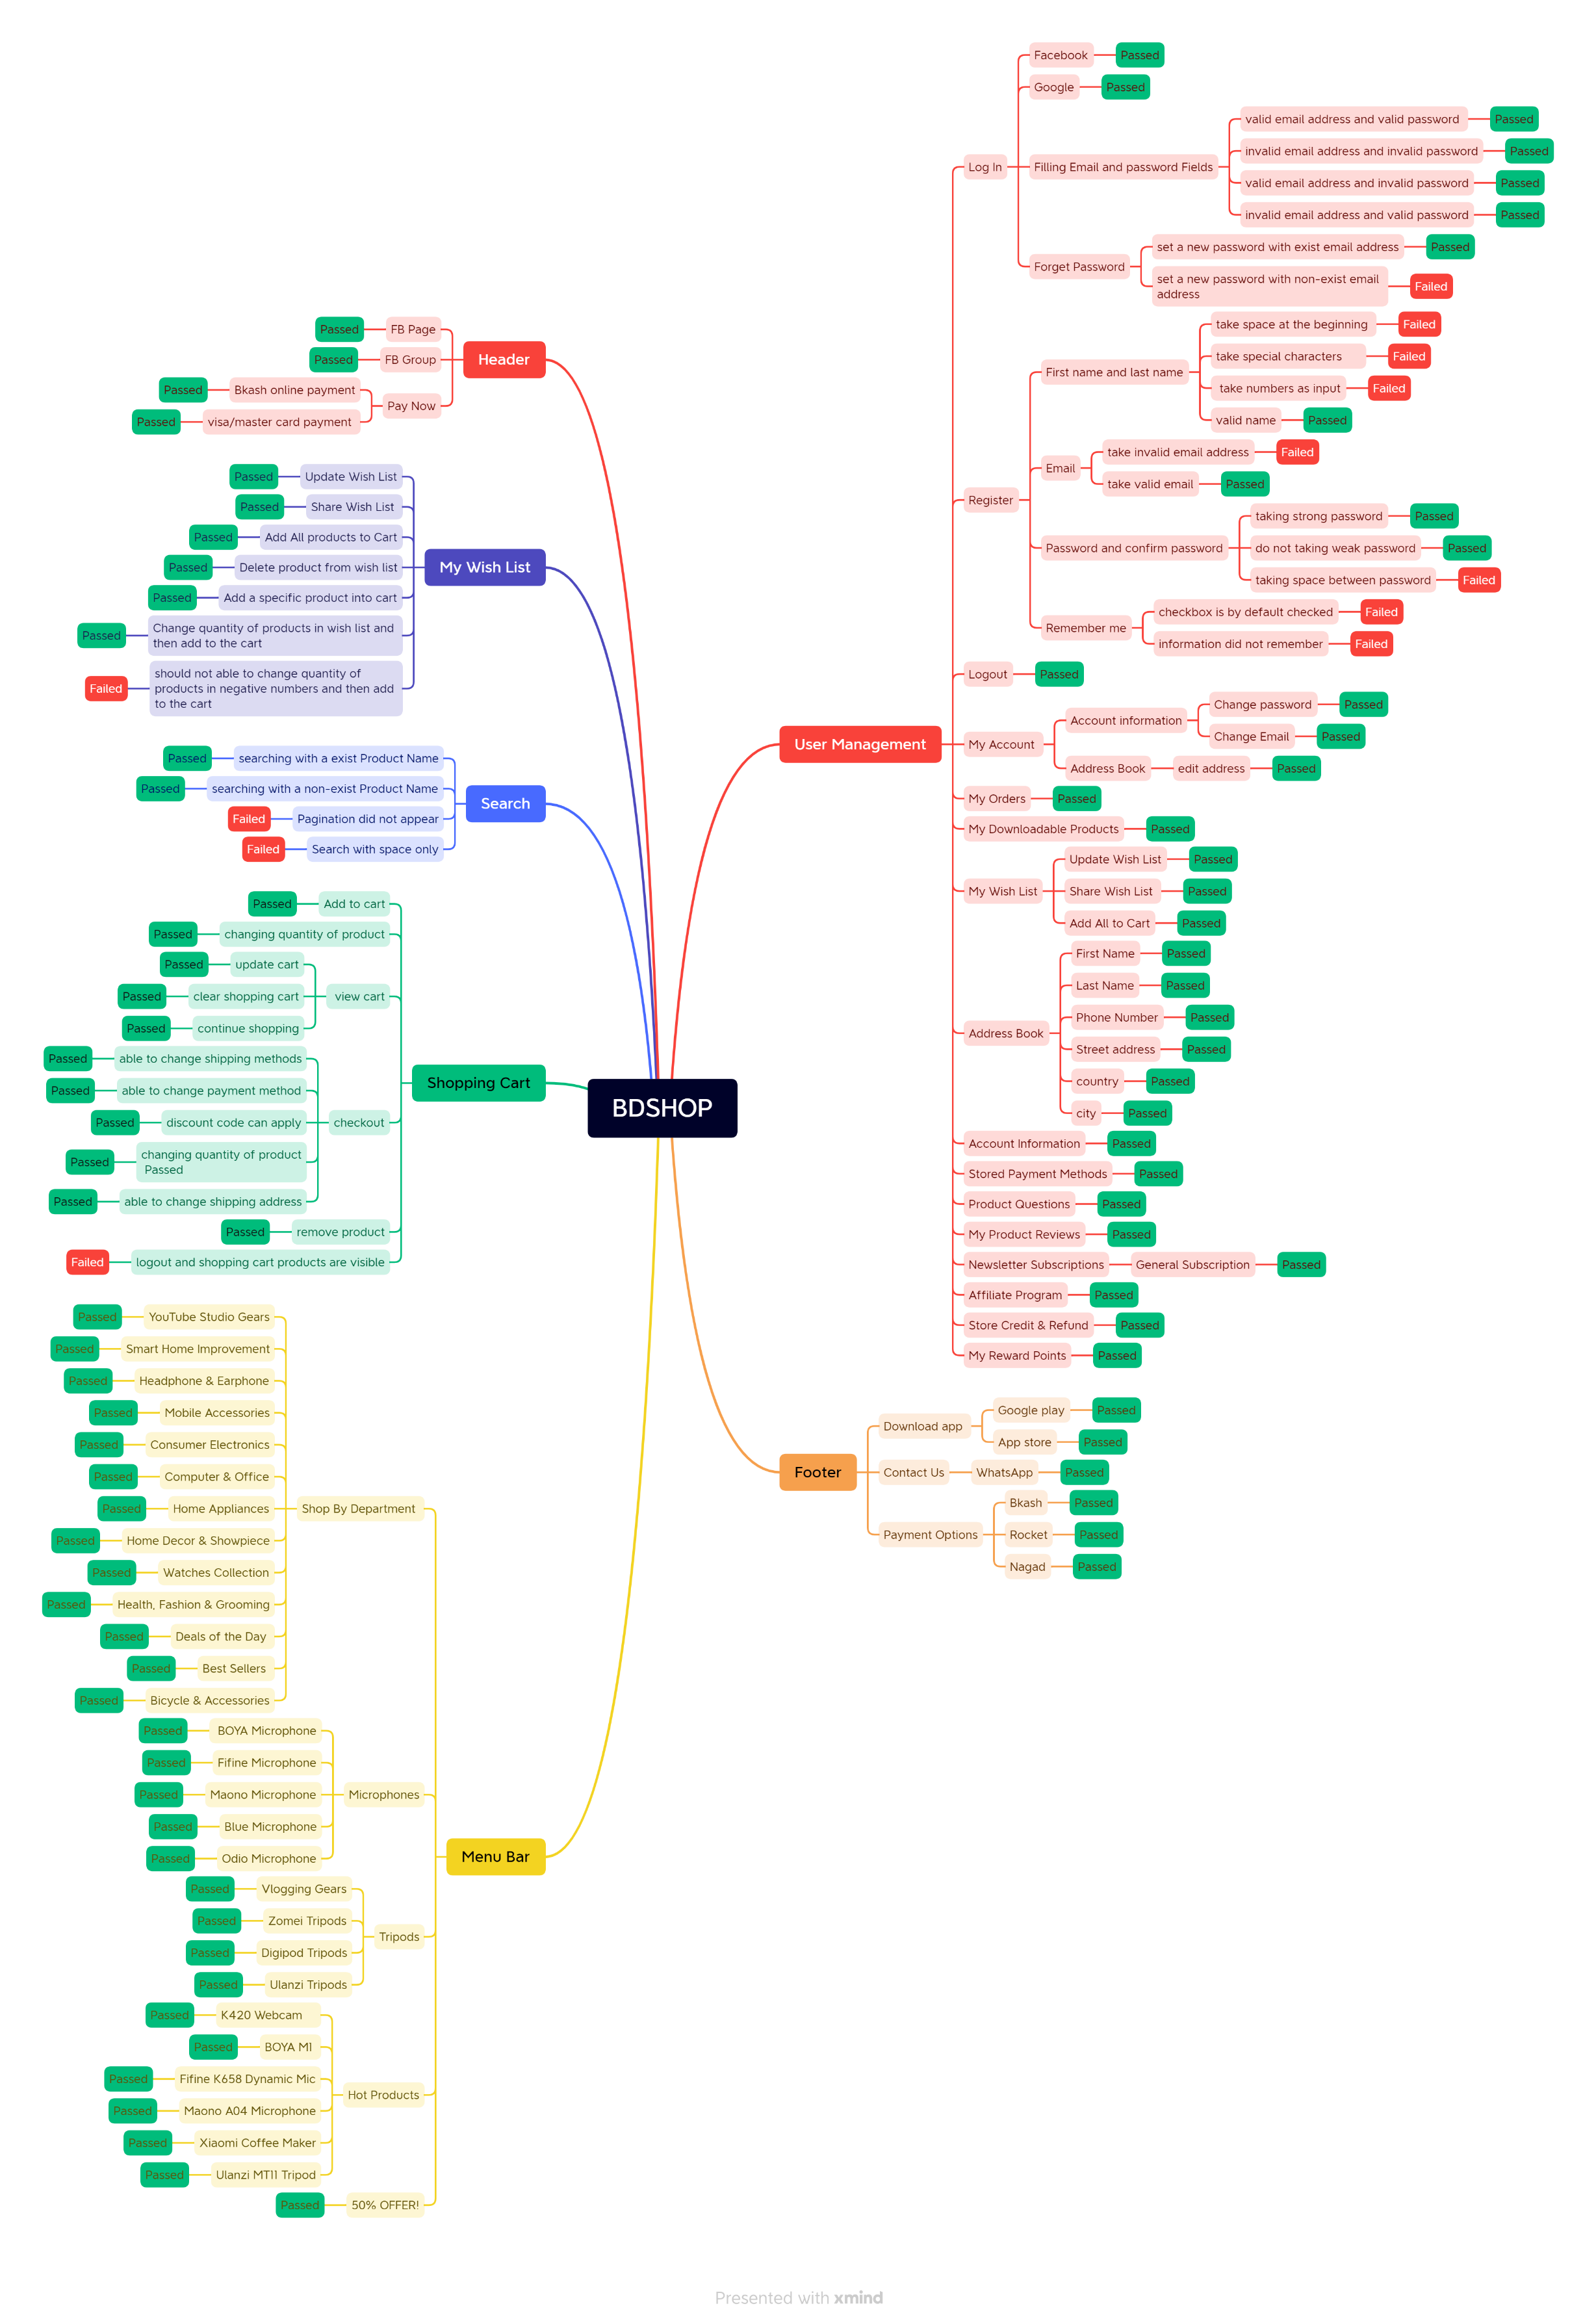 BDSHOP
User Management
Log In
Facebook
Passed
Google
Passed
Filling Email and password Fields
valid email address and valid password
Passed
invalid email address and invalid password
Passed
valid email address and invalid password
Passed
invalid email address and valid password
Passed
Forget Password
set a new password with exist email address
Passed
set a new password with non-exist email
address
Failed
Register
First name and last name
take space at the beginning
Failed
take special characters
Failed
take numbers as input
Failed
valid name
Passed
Email
take invalid email address
Failed
take valid email
Passed
Password and confirm password
taking strong password
Passed
do not taking weak password
Passed
taking space between password
Failed
Remember me
checkbox is by default checked
Failed
information did not remember
Failed
Logout
Passed
My Account
Account information
Change password
Passed
Change Email
Passed
Address Book
edit address
Passed
My Orders
Passed
My Downloadable Products
Passed
My Wish List
Update Wish List
Passed
Share Wish List
Passed
Add All to Cart
Passed
Address Book
First Name
Passed
Last Name
Passed
Phone Number
Passed
Street address
Passed
country
Passed
city
Passed
Account Information
Passed
Stored Payment Methods
Passed
Product Questions
Passed
My Product Reviews
Passed
Newsletter Subscriptions
General Subscription
Passed
Affiliate Program
Passed
Store Credit & Refund
Passed
My Reward Points
Passed
Footer
Download app
Google play
Passed
App store
Passed
Contact Us
WhatsApp
Passed
Payment Options
Bkash
Passed
Rocket
Passed
Nagad
Passed
Header
FB Page
Passed
FB Group
Passed
Pay Now
Bkash online payment
Passed
visa/master card payment
Passed
My Wish List
Update Wish List
Passed
Share Wish List
Passed
Add All products to Cart
Passed
Delete product from wish list
Passed
Add a specific product into cart
Passed
Change quantity of products in wish list and
then add to the cart
Passed
should not able to change quantity of
products in negative numbers and then add
to the cart
Failed
Search
searching with a exist Product Name
Passed
searching with a non-exist Product Name
Passed
Pagination did not appear
Failed
Search with space only
Failed
Shopping Cart
Add to cart
Passed
changing quantity of product
Passed
view cart
update cart
Passed
clear shopping cart
Passed
continue shopping
Passed
checkout
able to change shipping methods
Passed
able to change payment method
Passed
discount code can apply
Passed
changing quantity of product
Passed
Passed
able to change shipping address
Passed
remove product
Passed
logout and shopping cart products are visible
Failed
Menu Bar
Shop By Department
YouTube Studio Gears
Passed
Smart Home Improvement
Passed
Headphone & Earphone
Passed
Mobile Accessories
Passed
Consumer Electronics
Passed
Computer & Office
Passed
Home Appliances
Passed
Home Decor & Showpiece
Passed
Watches Collection
Passed
Health, Fashion & Grooming
Passed
Deals of the Day
Passed
Best Sellers
Passed
Bicycle & Accessories
Passed
Microphones
BOYA Microphone
Passed
Fifine Microphone
Passed
Maono Microphone
Passed
Blue Microphone
Passed
Odio Microphone
Passed
Tripods
Vlogging Gears
Passed
Zomei Tripods
Passed
Digipod Tripods
Passed
Ulanzi Tripods
Passed
Hot Products
K420 Webcam
Passed
BOYA M1
Passed
Fifine K658 Dynamic Mic
Passed
Maono A04 Microphone
Passed
Xiaomi Coffee Maker
Passed
Ulanzi MT11 Tripod
Passed
50% OFFER!
Passed
Presented with xmind